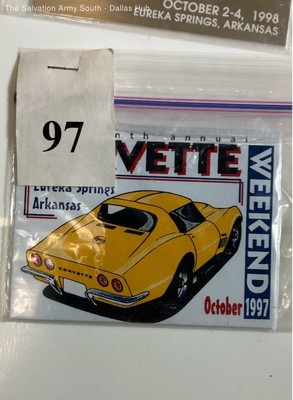 The Salvation Army South - Dallas Hub
OCTOBER 2-4, 1998
EUREKA SPRINGS, ARKANSAS
97
nth annual
VETTE
WEEKEND
Eureka Springs
Arkansas
CORVETTE
October 1997